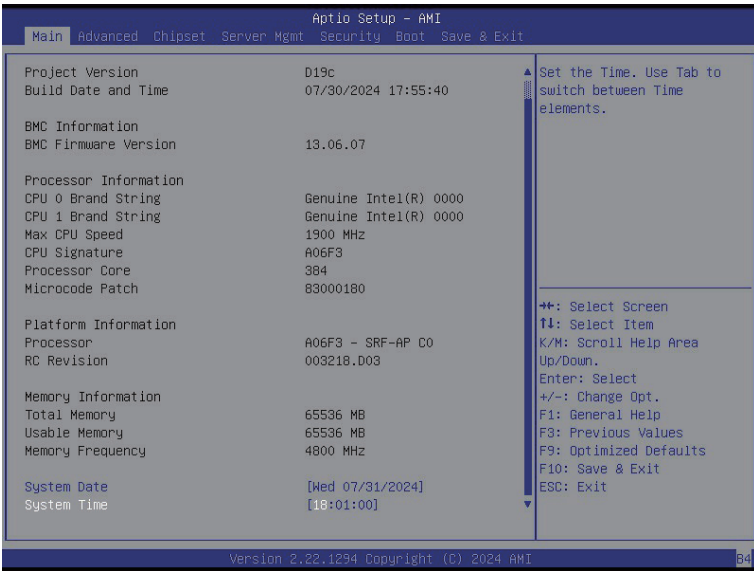 Aptio Setup – AMI
Main Advanced Chipset Server Mgmt Security Boot Save & Exit
Project Version D19c
Build Date and Time 07/30/2024 17:55:40
BMC Information
BMC Firmware Version 13.06.07
Processor Information
CPU 0 Brand String Genuine Intel(R) 0000
CPU 1 Brand String Genuine Intel(R) 0000
Max CPU Speed 1900 MHz
CPU Signature A06F3
Processor Core 384
Microcode Patch 83000180
Platform Information
Processor A06F3 - SRF-AP C0
RC Revision 003218.D03
Memory Information
Total Memory 65536 MB
Usable Memory 65536 MB
Memory Frequency 4800 MHz
System Date [Wed 07/31/2024]
System Time [18:01:00]
Set the Time. Use Tab to
switch between Time
elements.
→←: Select Screen
↑↓: Select Item
K/M: Scroll Help Area
Up/Down.
Enter: Select
+/-: Change Opt.
F1: General Help
F3: Previous Values
F9: Optimized Defaults
F10: Save & Exit
ESC: Exit
Version 2.22.1294 Copyright (C) 2024 AMI
B4